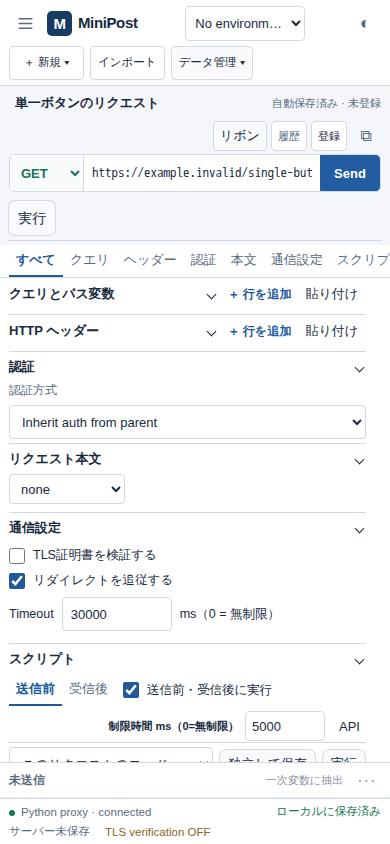 M MiniPost No environm…
＋ 新規 ▾ インポート データ管理 ▾
単一ボタンのリクエスト 自動保存済み · 未登録
リボン 履歴 登録
GET https://example.invalid/single-but Send
実行
すべて クエリ ヘッダー 認証 本文 通信設定 スクリプ
クエリとパス変数 + 行を追加 貼り付け
HTTP ヘッダー + 行を追加 貼り付け
認証
認証方式
Inherit auth from parent
リクエスト本文
none
通信設定
TLS証明書を検証する
リダイレクトを追従する
Timeout 30000 ms（0 = 無制限）
スクリプト
送信前 受信後 送信前・受信後に実行
制限時間 ms（0=無制限） 5000 API
未送信 一次変数に抽出 ···
Python proxy · connected ローカルに保存済み
サーバー未保存 TLS verification OFF